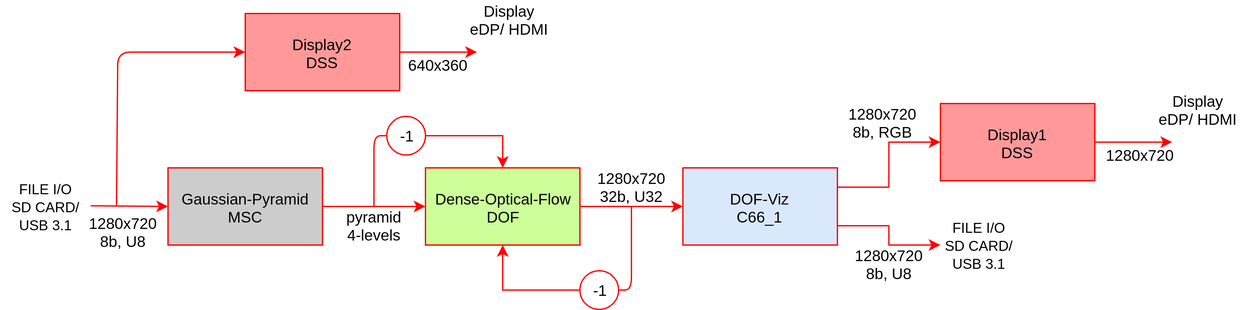 Display
eDP/ HDMI
Display2
DSS
640x360
FILE I/O
SD CARD/
USB 3.1
1280x720
8b, U8
Gaussian-Pyramid
MSC
-1
pyramid
4-levels
Dense-Optical-Flow
DOF
-1
1280x720
32b, U32
DOF-Viz
C66_1
1280x720
8b, RGB
Display1
DSS
Display
eDP/ HDMI
1280x720
1280x720
8b, U8
FILE I/O
SD CARD/
USB 3.1